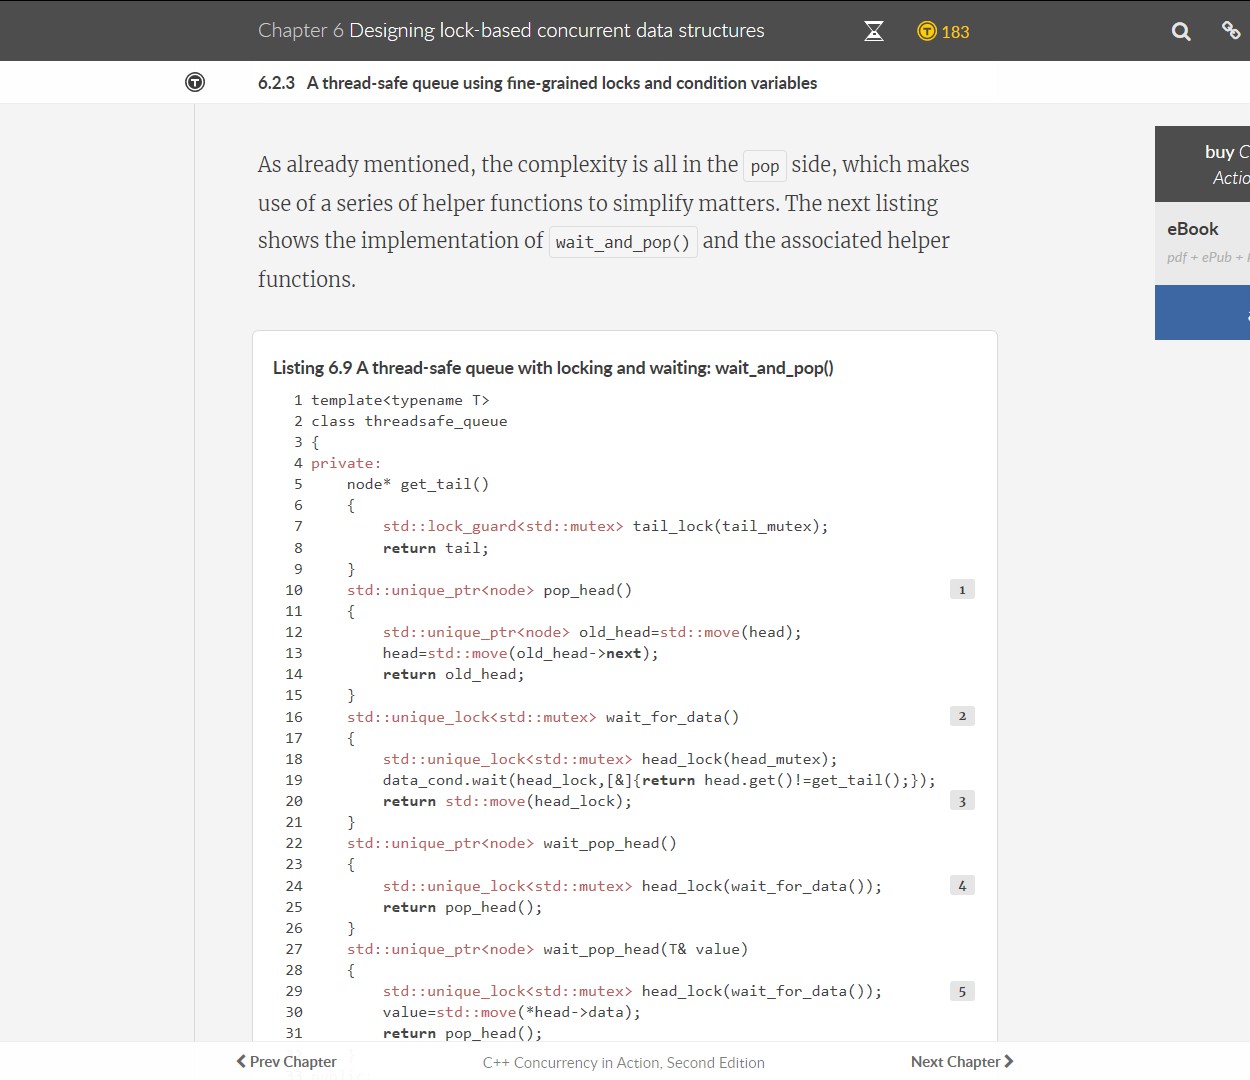 Chapter 6 Designing lock-based concurrent data structures
183
6.2.3 A thread-safe queue using fine-grained locks and condition variables
As already mentioned, the complexity is all in the pop side, which makes
use of a series of helper functions to simplify matters. The next listing
shows the implementation of wait_and_pop() and the associated helper
functions.
buy
Actio
eBook
pdf + ePub +
Listing 6.9 A thread-safe queue with locking and waiting: wait_and_pop()
1 template<typename T>
2 class threadsafe_queue
3 {
4 private:
5     node* get_tail()
6     {
7         std::lock_guard<std::mutex> tail_lock(tail_mutex);
8         return tail;
9     }
10     std::unique_ptr<node> pop_head() 1
11     {
12         std::unique_ptr<node> old_head=std::move(head);
13         head=std::move(old_head->next);
14         return old_head;
15     }
16     std::unique_lock<std::mutex> wait_for_data() 2
17     {
18         std::unique_lock<std::mutex> head_lock(head_mutex);
19         data_cond.wait(head_lock,[&]{return head.get()!=get_tail();});
20         return std::move(head_lock); 3
21     }
22     std::unique_ptr<node> wait_pop_head()
23     {
24         std::unique_lock<std::mutex> head_lock(wait_for_data()); 4
25         return pop_head();
26     }
27     std::unique_ptr<node> wait_pop_head(T& value)
28     {
29         std::unique_lock<std::mutex> head_lock(wait_for_data()); 5
30         value=std::move(*head->data);
31         return pop_head();
Prev Chapter
C++ Concurrency in Action, Second Edition
Next Chapter